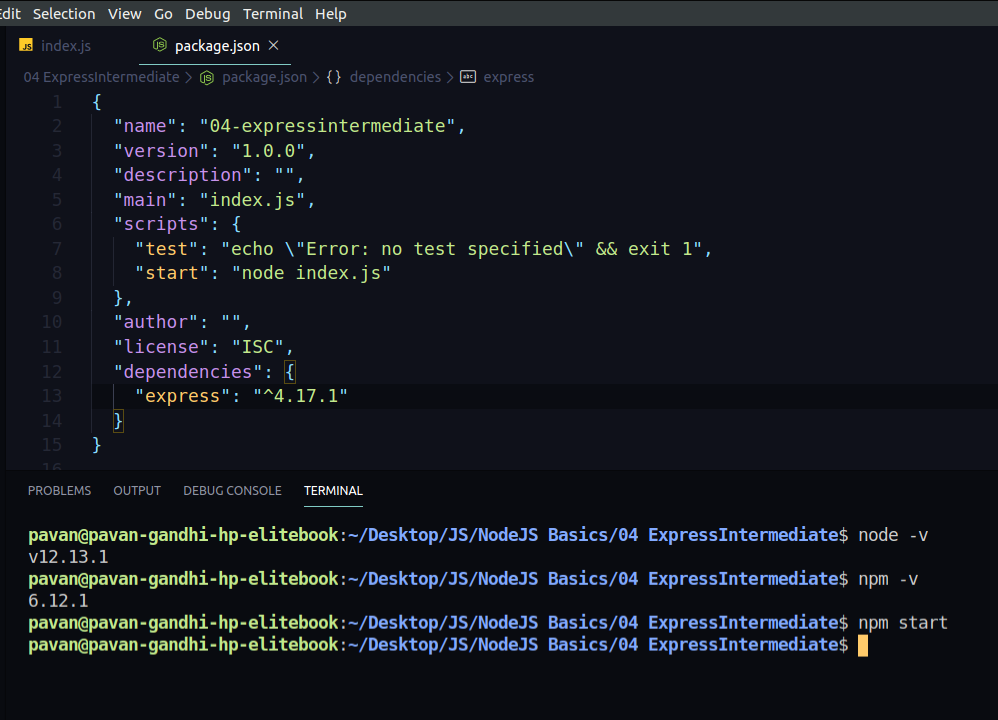 Edit Selection View Go Debug Terminal Help
JS index.js JS package.json ×
04 ExpressIntermediate > JS package.json > {} dependencies > abc express
1 {
2 "name": "04-expressintermediate",
3 "version": "1.0.0",
4 "description": "",
5 "main": "index.js",
6 "scripts": {
7 "test": "echo \"Error: no test specified\" && exit 1",
8 "start": "node index.js"
9 },
10 "author": "",
11 "license": "ISC",
12 "dependencies": {
13 "express": "^4.17.1"
14 }
15 }
16
PROBLEMS OUTPUT DEBUG CONSOLE TERMINAL
pavan@pavan-gandhi-hp-elitebook:~/Desktop/JS/NodeJS Basics/04 ExpressIntermediate$ node -v
v12.13.1
pavan@pavan-gandhi-hp-elitebook:~/Desktop/JS/NodeJS Basics/04 ExpressIntermediate$ npm -v
6.12.1
pavan@pavan-gandhi-hp-elitebook:~/Desktop/JS/NodeJS Basics/04 ExpressIntermediate$ npm start
pavan@pavan-gandhi-hp-elitebook:~/Desktop/JS/NodeJS Basics/04 ExpressIntermediate$